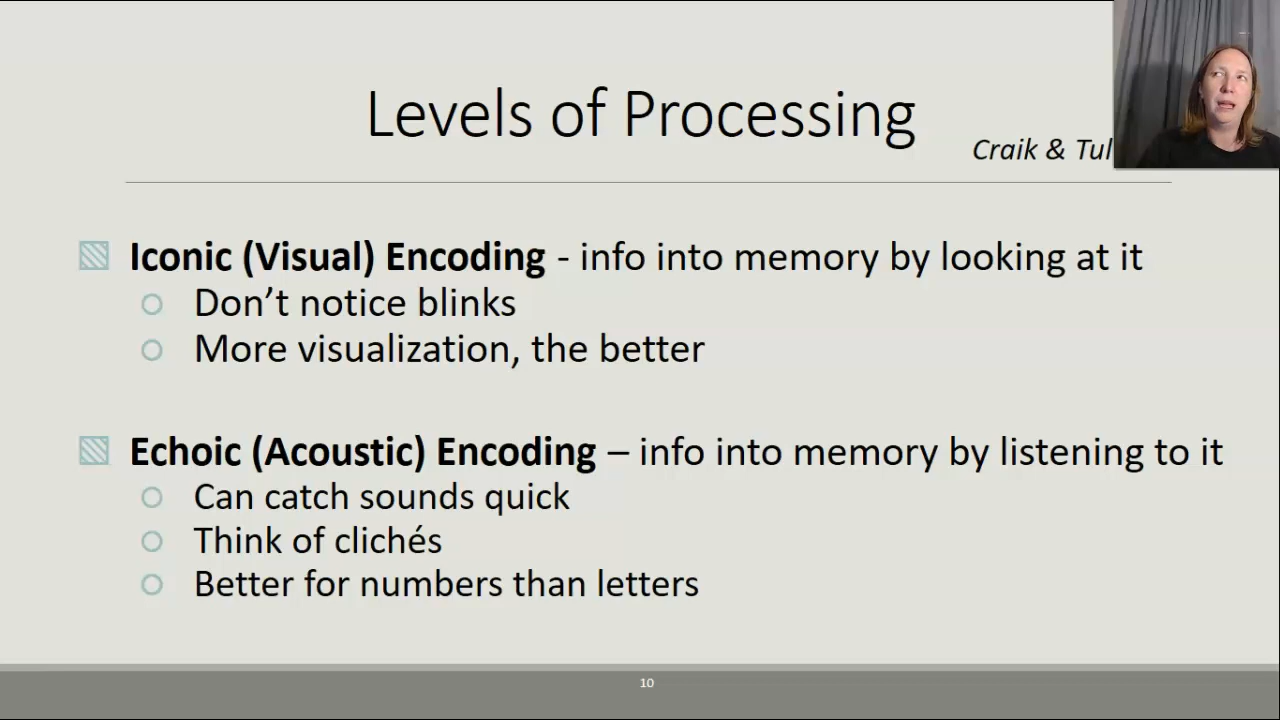 Levels of Processing
Craik &
Iconic (Visual) Encoding - info into memory by looking at it
Don’t notice blinks
More visualization, the better
Echoic (Acoustic) Encoding – info into memory by listening to it
Can catch sounds quick
Think of clichés
Better for numbers than letters
10